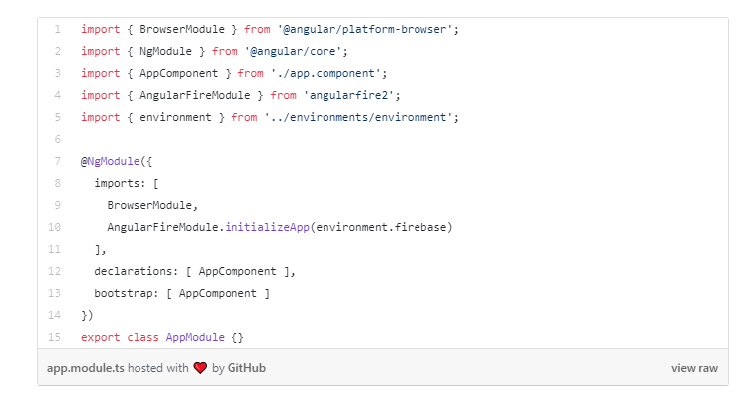 1 import { BrowserModule } from '@angular/platform-browser';
2 import { NgModule } from '@angular/core';
3 import { AppComponent } from './app.component';
4 import { AngularFireModule } from 'angularfire2';
5 import { environment } from '../environments/environment';
6
7 @NgModule({
8   imports: [
9     BrowserModule,
10     AngularFireModule.initializeApp(environment.firebase)
11   ],
12   declarations: [ AppComponent ],
13   bootstrap: [ AppComponent ]
14 })
15 export class AppModule {}
app.module.ts hosted with ❤ by GitHub view raw